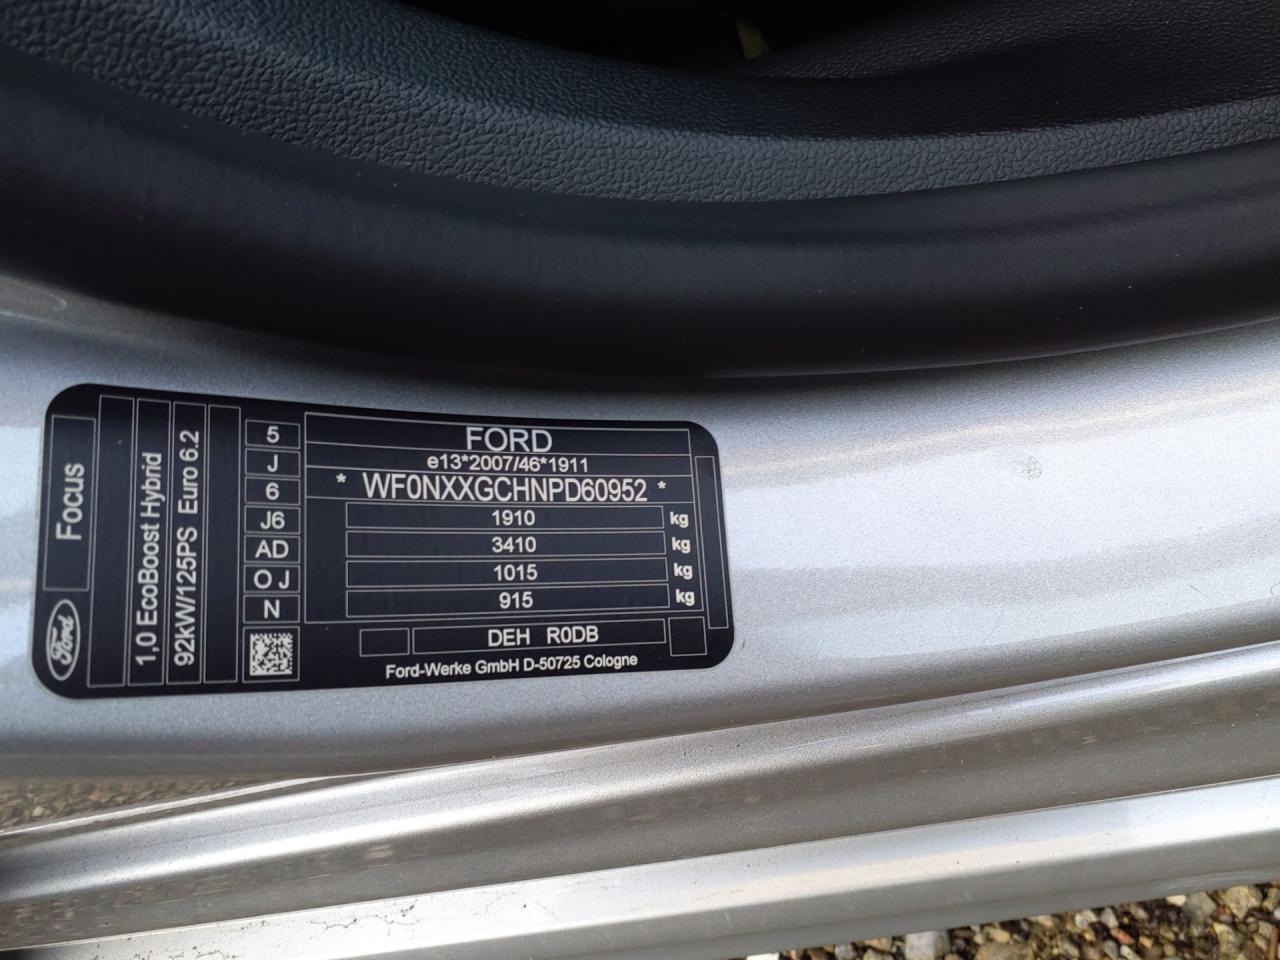 Ford
Focus
1,0 EcoBoost Hybrid
92kW/125PS Euro 6.2
5
J
6
J6
AD
O J
N
FORD
e13*2007/46*1911
* WF0NXXGCHNPD60952 *
1910 kg
3410 kg
1015 kg
915 kg
DEH R0DB
Ford-Werke GmbH D-50725 Cologne